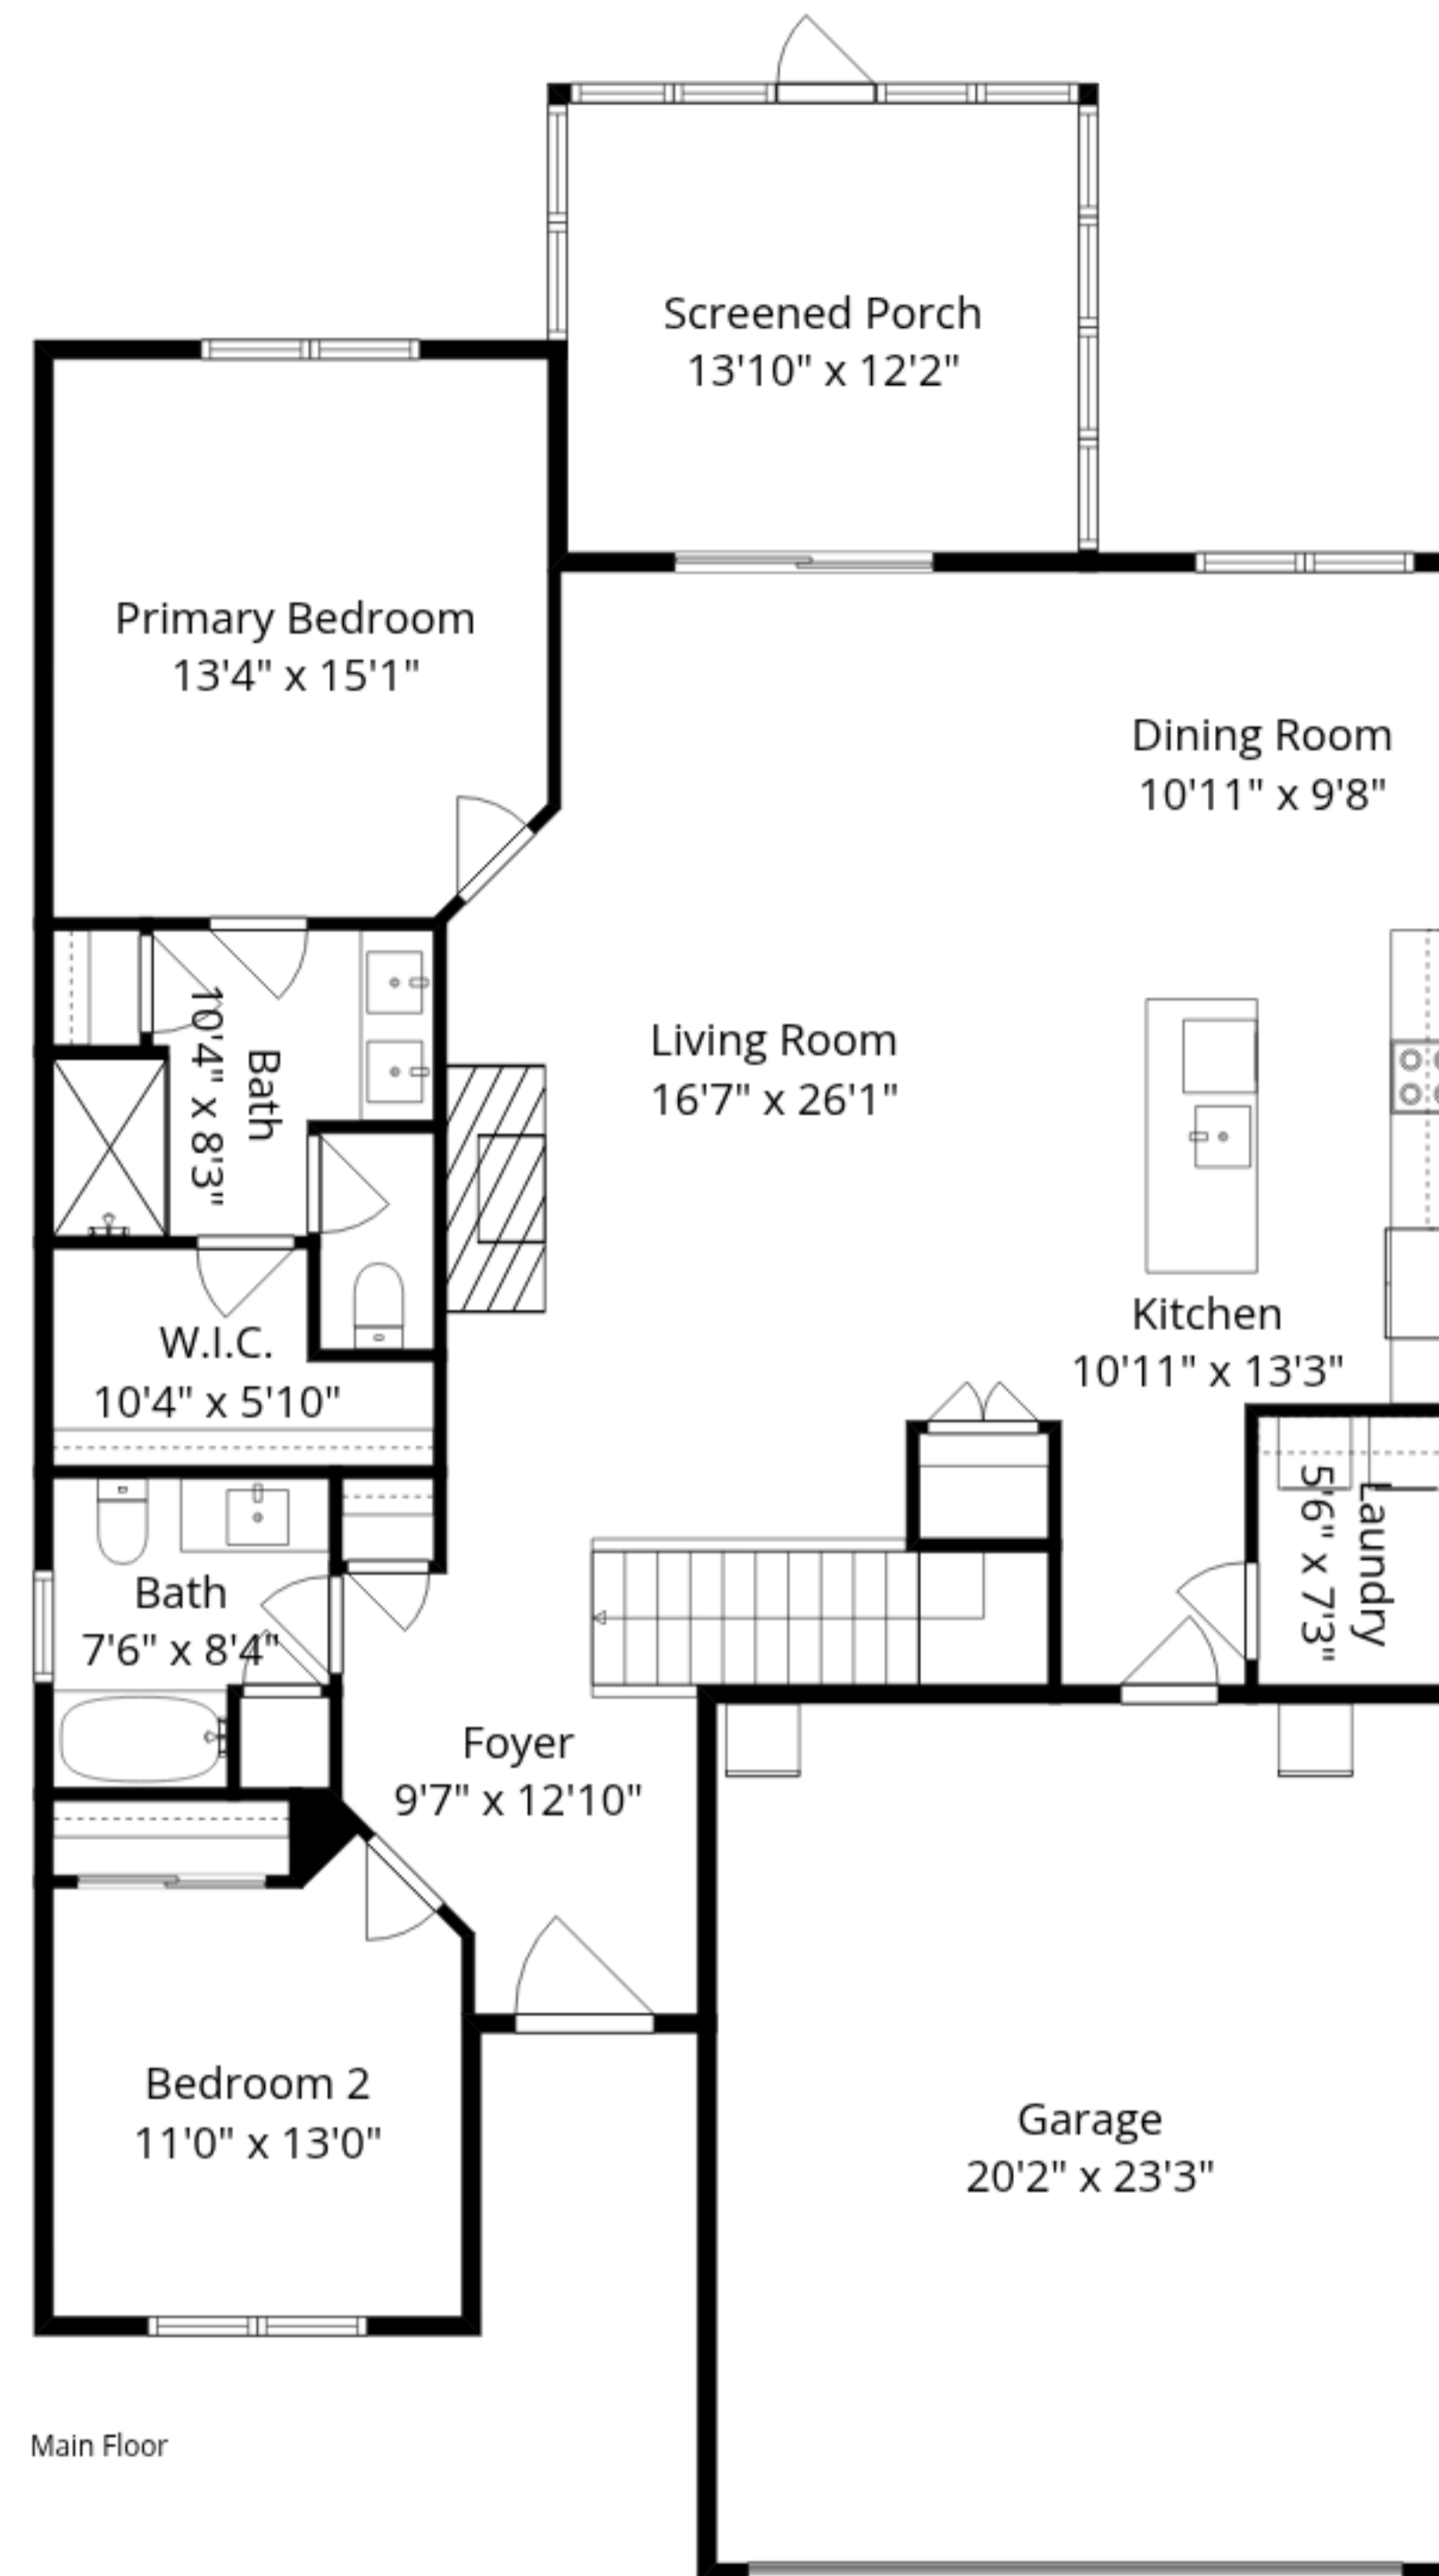 Screened Porch
13'10" x 12'2"
Primary Bedroom
13'4" x 15'1"
Dining Room
10'11" x 9'8"
Living Room
16'7" x 26'1"
Bath
10'4" x 8'3"
Kitchen
10'11" x 13'3"
W.I.C.
10'4" x 5'10"
Laundry
5'6" x 7'3"
Bath
7'6" x 8'4"
Foyer
9'7" x 12'10"
Bedroom 2
11'0" x 13'0"
Garage
20'2" x 23'3"
Main Floor